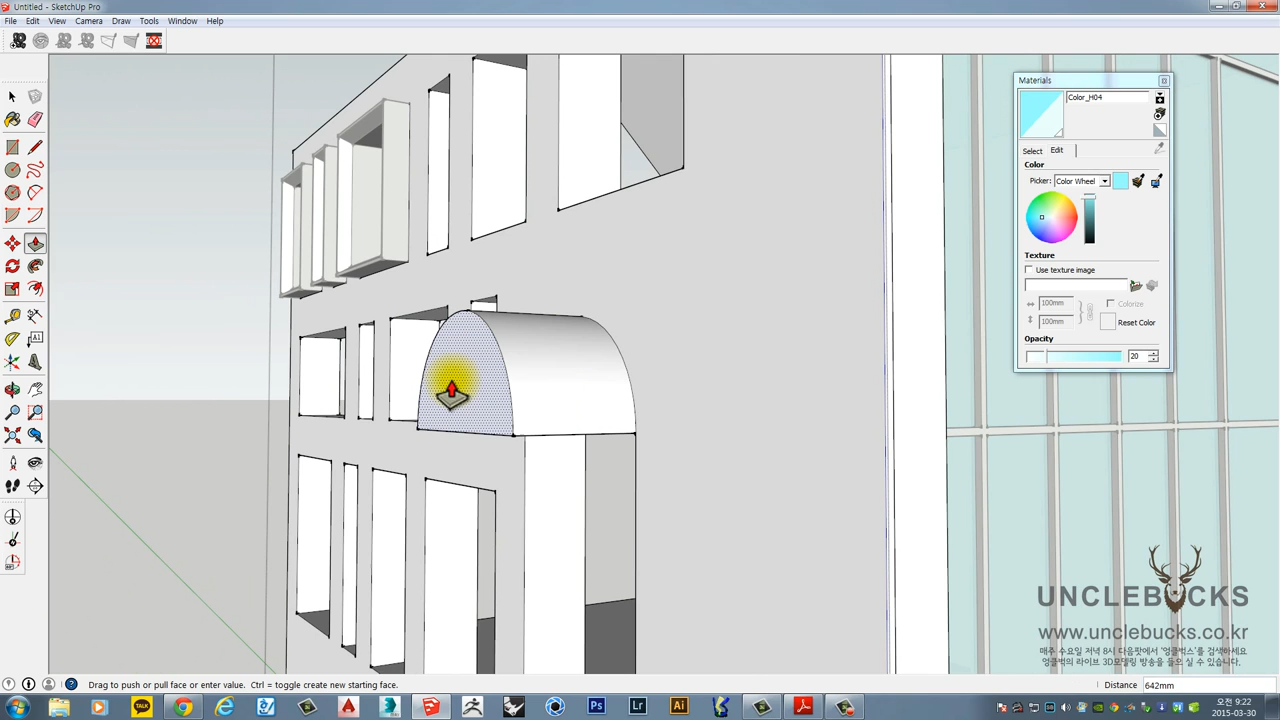 Untitled - SketchUp Pro
File Edit View Camera Draw Tools Window Help
Materials
Color_H04
Select Edit
Color
Picker: Color Wheel
Texture
Use texture image
100mm Colorize
100mm Reset Color
Opacity
20
A1
UNCLEBUCKS
www.unclebucks.co.kr
매주 수요일 저녁 8시 다음팟에서 '엉클벅스'를 검색하세요
엉클벅의 라이브 3D모델링 방송을 들으 실 수 있습니다.
Drag to push or pull face or enter value. Ctrl = toggle create new starting face.
Distance 642mm
TALK
Ps
Lr
Ai
오전 9:22
2015-03-30